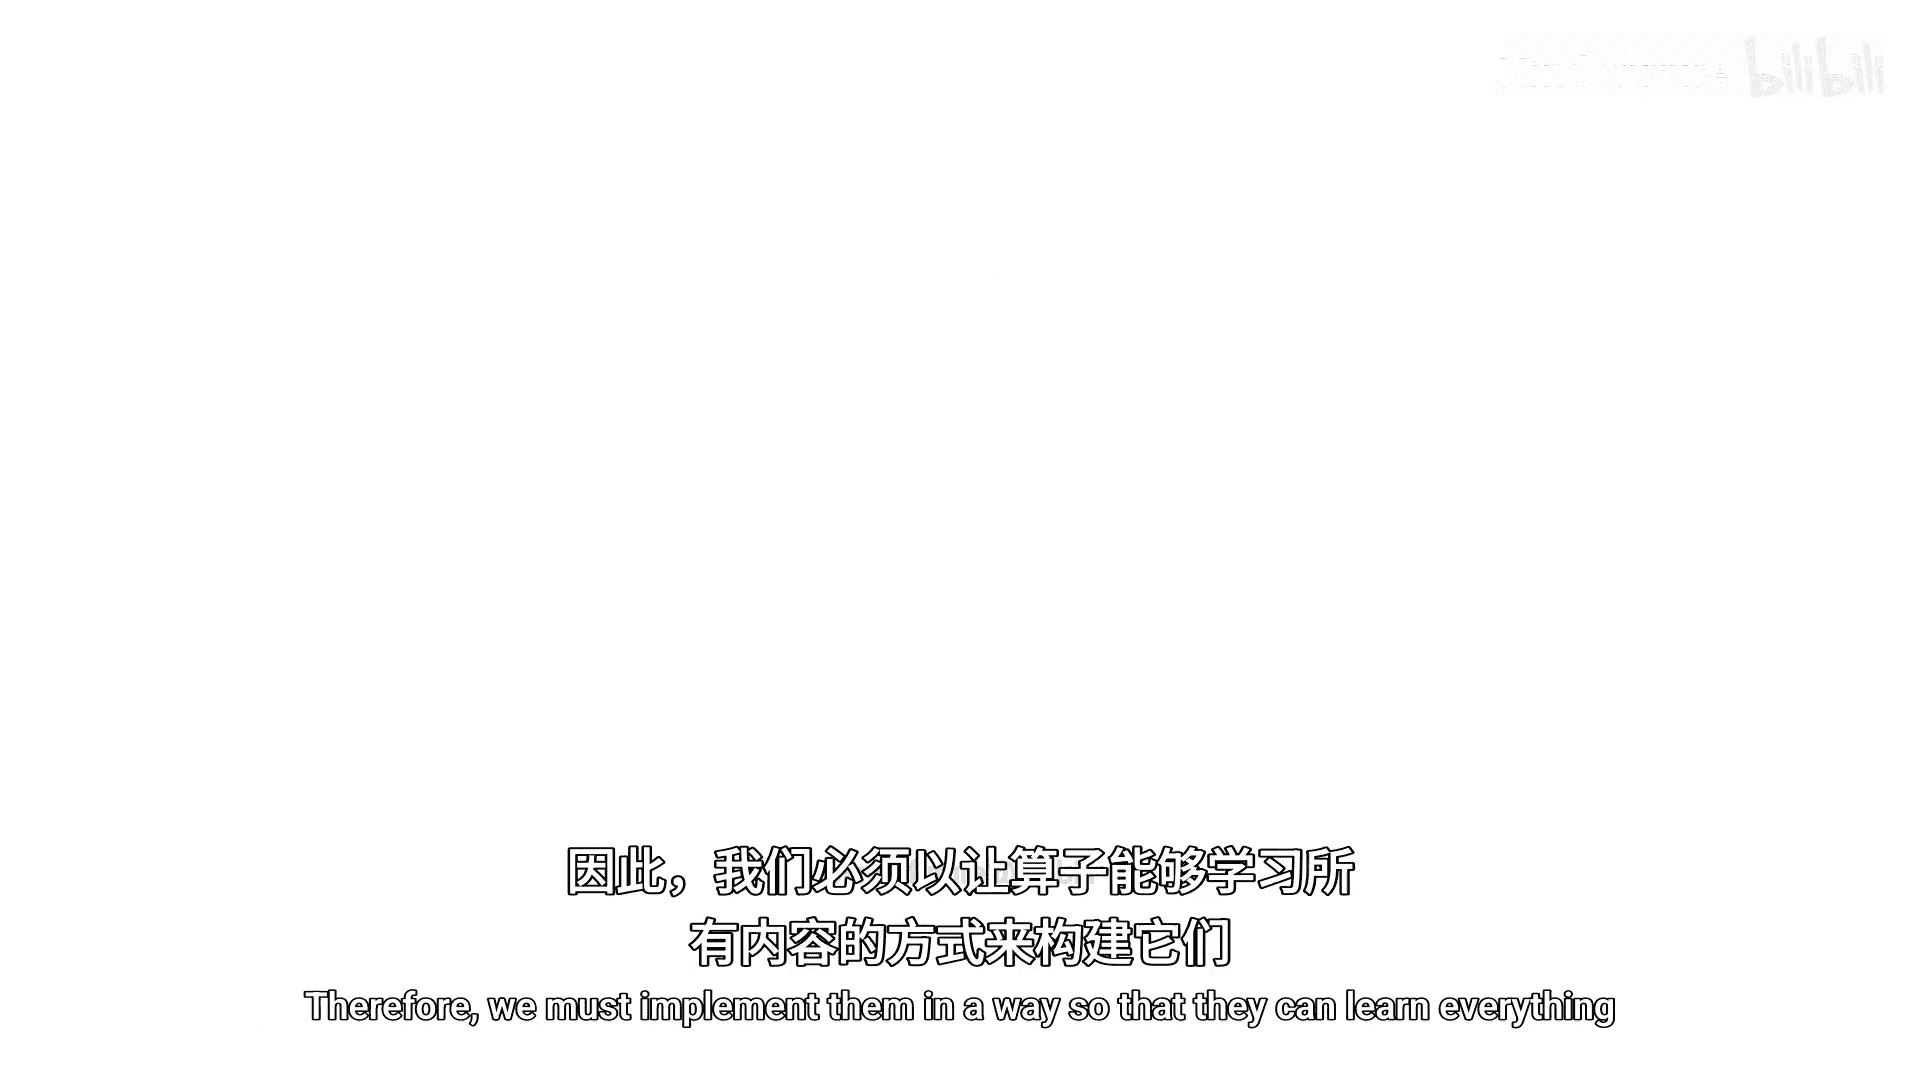 bilibili
因此，我们必须以让算子能够学习所
有内容的方式来构建它们
Therefore, we must implement them in a way so that they can learn everything